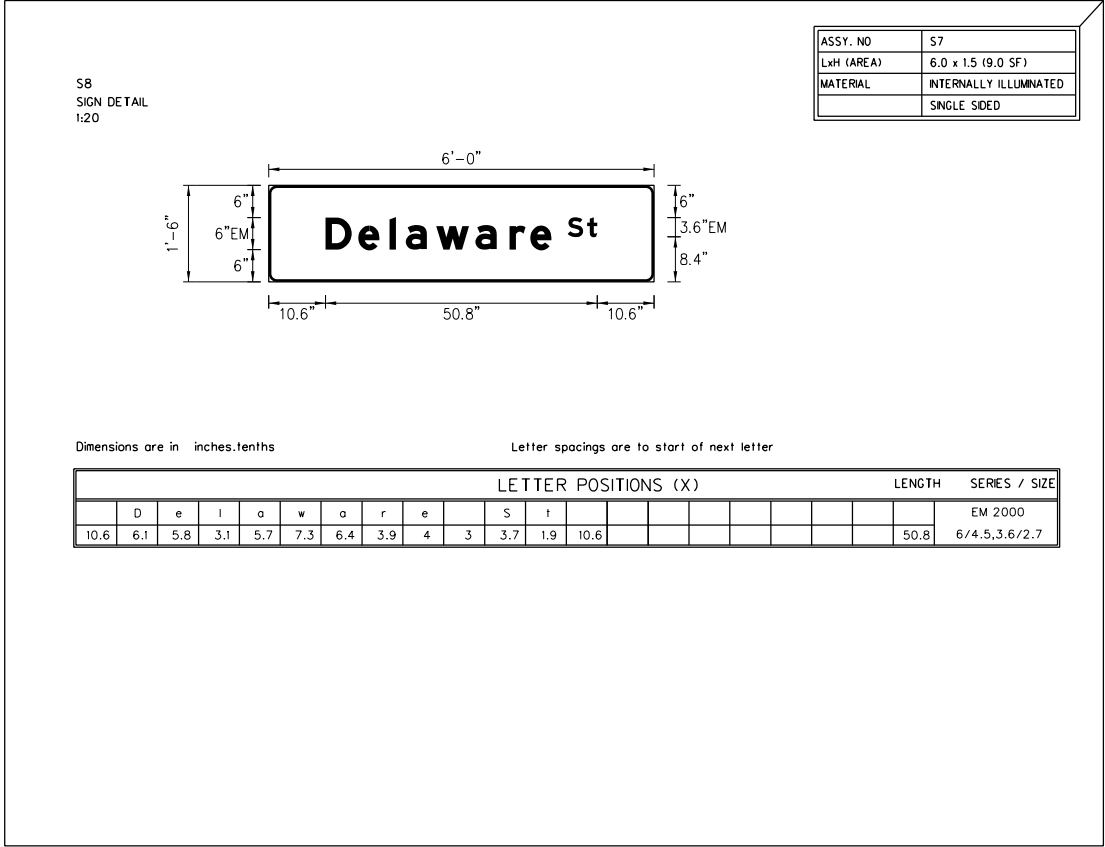 ASSY. NO S7
LxH (AREA) 6.0 x 1.5 (9.0 SF)
MATERIAL INTERNALLY ILLUMINATED
SINGLE SIDED
S8
SIGN DETAIL
1:20
6'-0"
1'-6"
6"
6"EM
6"
Delaware St
6"
3.6"EM
8.4"
10.6" 50.8" 10.6"
Dimensions are in inches.tenths Letter spacings are to start of next letter
LETTER POSITIONS (X) LENGTH SERIES / SIZE
D e l a w a r e S t EM 2000
10.6 6.1 5.8 3.1 5.7 7.3 6.4 3.9 4 3 3.7 1.9 10.6 50.8 6/4.5,3.6/2.7